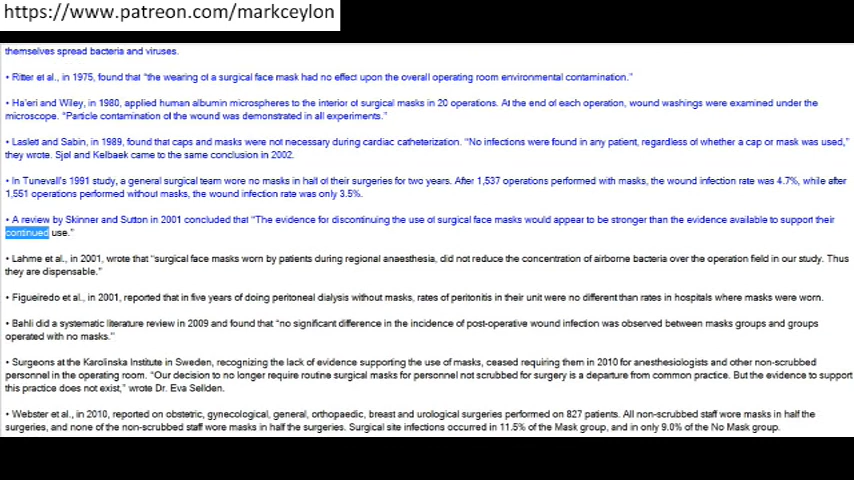 https://www.patreon.com/markceylon
themselves spread bacteria and viruses.
• Ritter et al., in 1975, found that “the wearing of a surgical face mask had no effect upon the overall operating room environmental contamination.”
• Ha'eri and Wiley, in 1980, applied human albumin microspheres to the interior of surgical masks in 20 operations. At the end of each operation, wound washings were examined under the
microscope. “Particle contamination of the wound was demonstrated in all experiments.”
• Laslett and Sabin, in 1989, found that caps and masks were not necessary during cardiac catheterization. “No infections were found in any patient, regardless of whether a cap or mask was used,”
they wrote. Sjøl and Kelbaek came to the same conclusion in 2002.
• In Tunevall's 1991 study, a general surgical team wore no masks in half of their surgeries for two years. After 1,537 operations performed with masks, the wound infection rate was 4.7%, while after
1,551 operations performed without masks, the wound infection rate was only 3.5%.
• A review by Skinner and Sutton in 2001 concluded that “The evidence for discontinuing the use of surgical face masks would appear to be stronger than the evidence available to support their
continued use.”
• Lahme et al., in 2001, wrote that “surgical face masks worn by patients during regional anaesthesia, did not reduce the concentration of airborne bacteria over the operation field in our study. Thus
they are dispensable.”
• Figueiredo et al., in 2001, reported that in five years of doing peritoneal dialysis without masks, rates of peritonitis in their unit were no different than rates in hospitals where masks were worn.
• Bahli did a systematic literature review in 2009 and found that “no significant difference in the incidence of post-operative wound infection was observed between masks groups and groups
operated with no masks.”
• Surgeons at the Karolinska Institute in Sweden, recognizing the lack of evidence supporting the use of masks, ceased requiring them in 2010 for anesthesiologists and other non-scrubbed
personnel in the operating room. “Our decision to no longer require routine surgical masks for personnel not scrubbed for surgery is a departure from common practice. But the evidence to support
this practice does not exist,” wrote Dr. Eva Sellden.
• Webster et al., in 2010, reported on obstetric, gynecological, general, orthopaedic, breast and urological surgeries performed on 827 patients. All non-scrubbed staff wore masks in half the
surgeries, and none of the non-scrubbed staff wore masks in half the surgeries. Surgical site infections occurred in 11.5% of the Mask group, and in only 9.0% of the No Mask group.